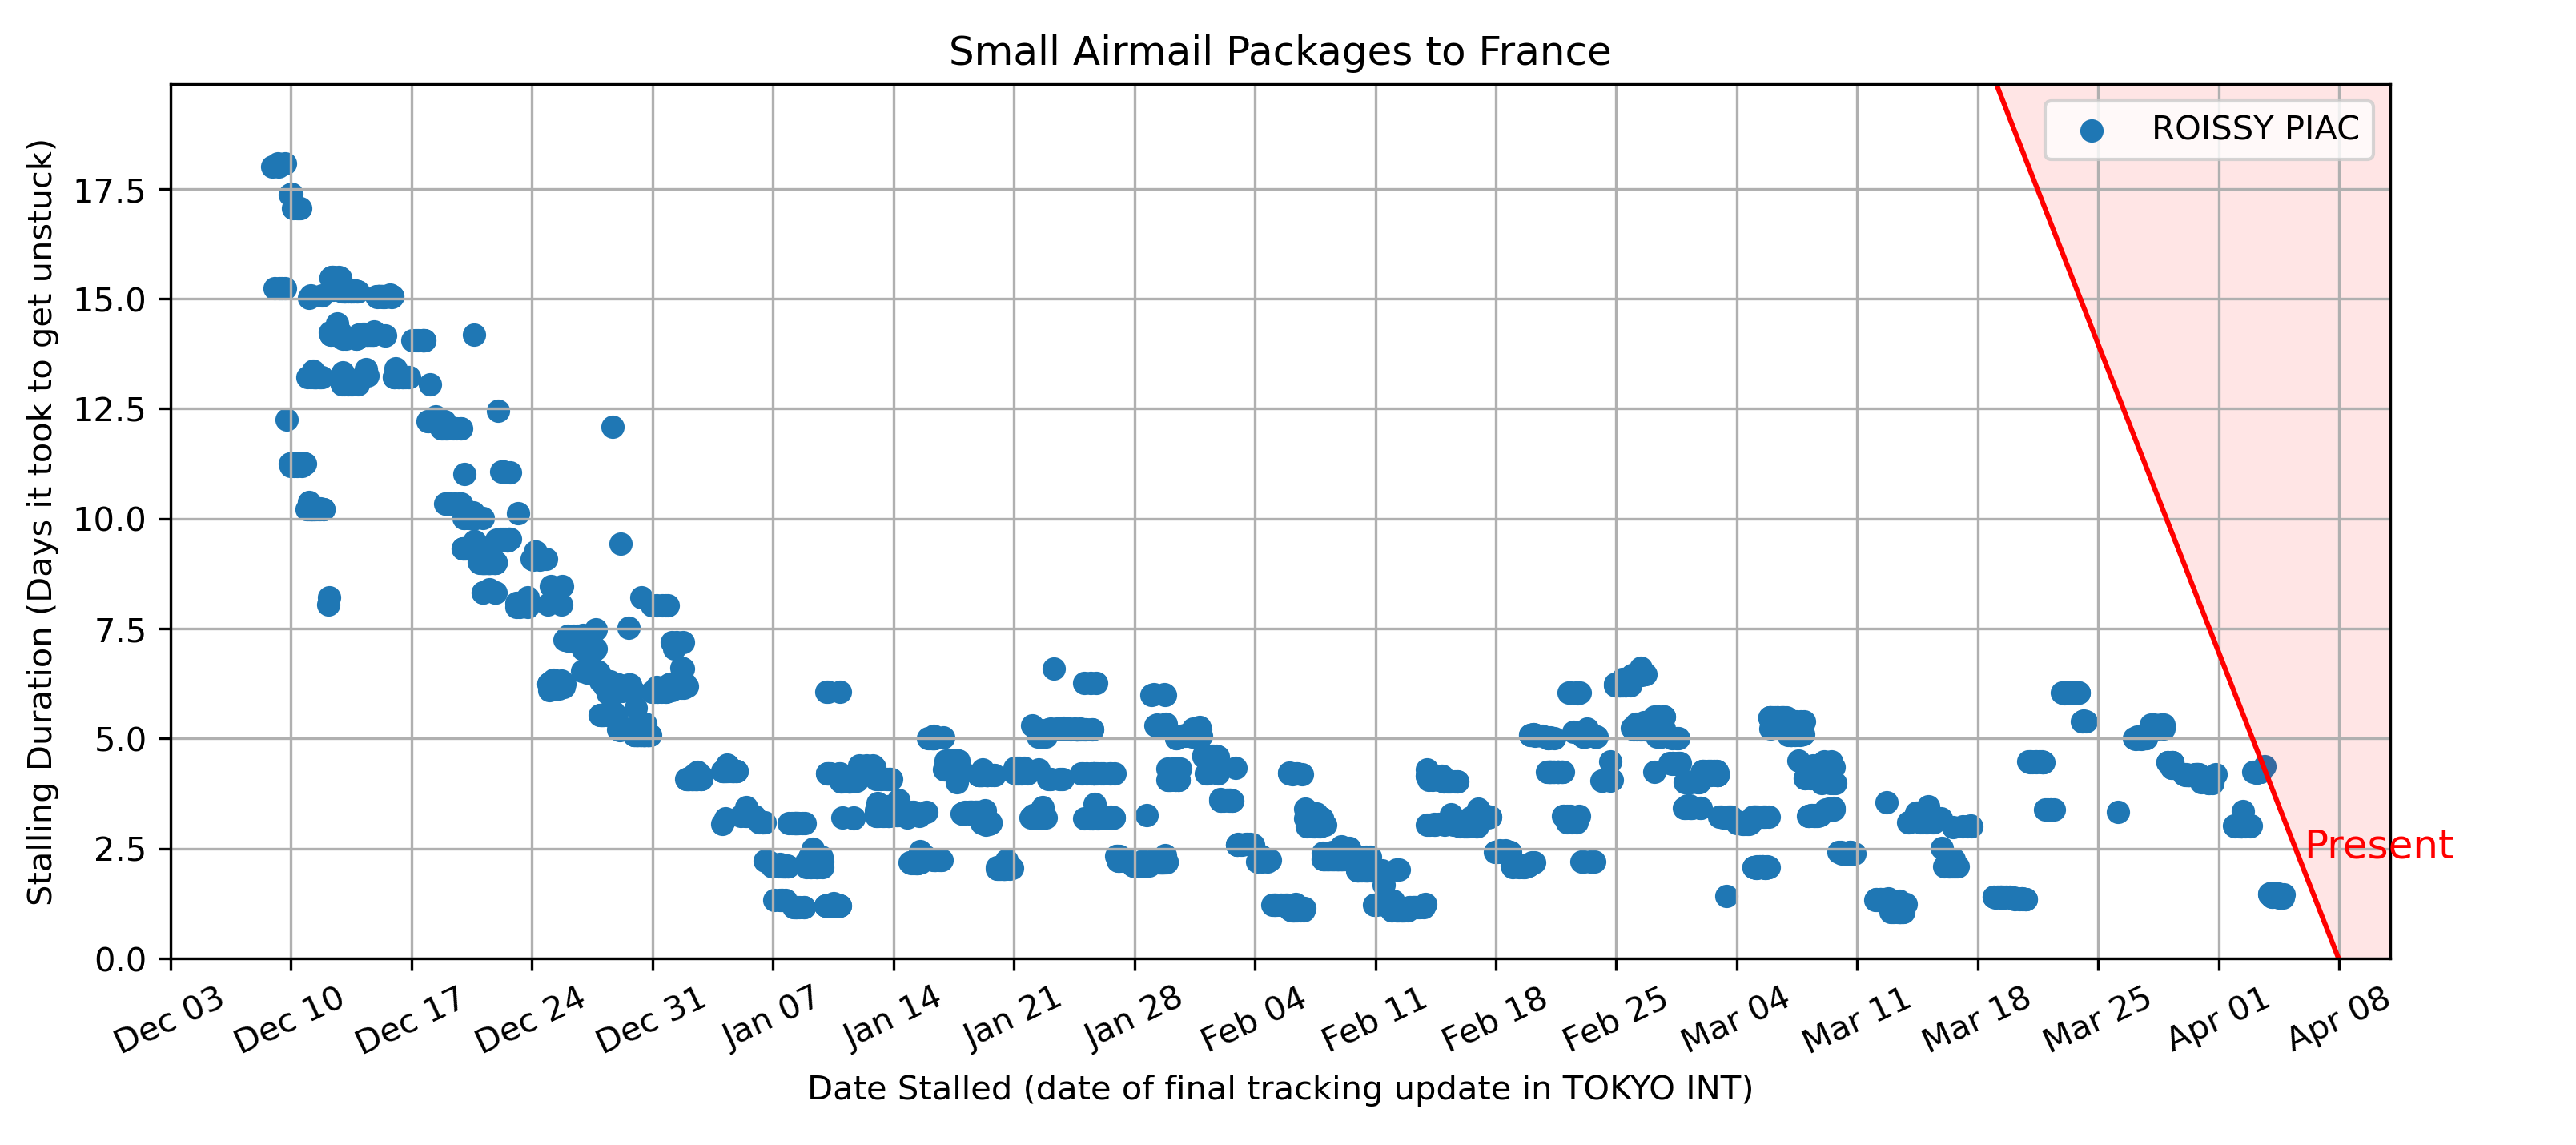 Small Airmail Packages to France
ROISSY PIAC
Stalling Duration (Days it took to get unstuck)
17.5
15.0
12.5
10.0
7.5
5.0
2.5
0.0
Present
Dec 03
Dec 10
Dec 17
Dec 24
Dec 31
Jan 07
Jan 14
Jan 21
Jan 28
Feb 04
Feb 11
Feb 18
Feb 25
Mar 04
Mar 11
Mar 18
Mar 25
Apr 01
Apr 08
Date Stalled (date of final tracking update in TOKYO INT)